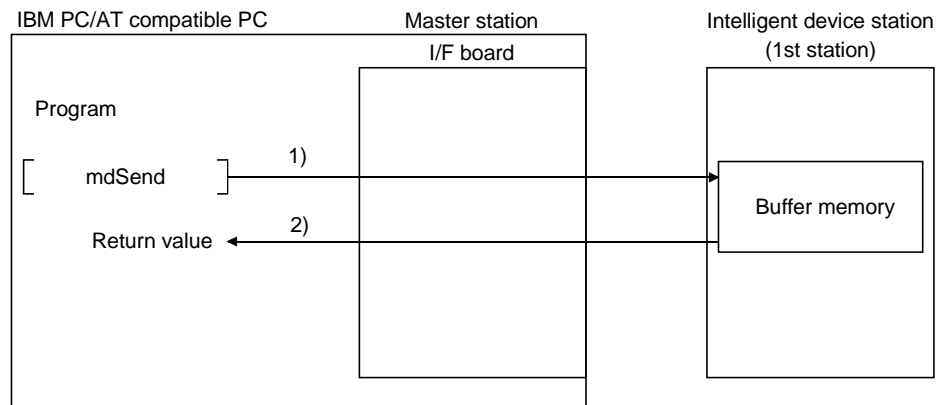 IBM PC/AT compatible PC
Master station
Intelligent device station
(1st station)
I/F board
Program
1)
mdSend
Buffer memory
2)
Return value